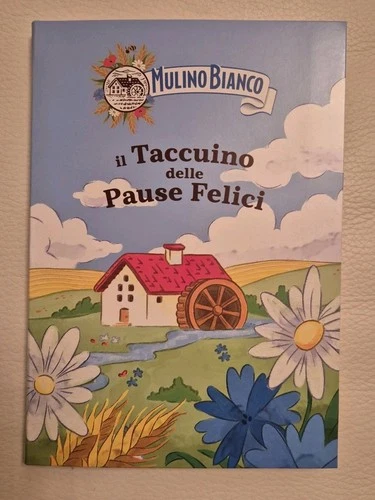 MULINO BIANCO
il Taccuino
delle
Pause Felici